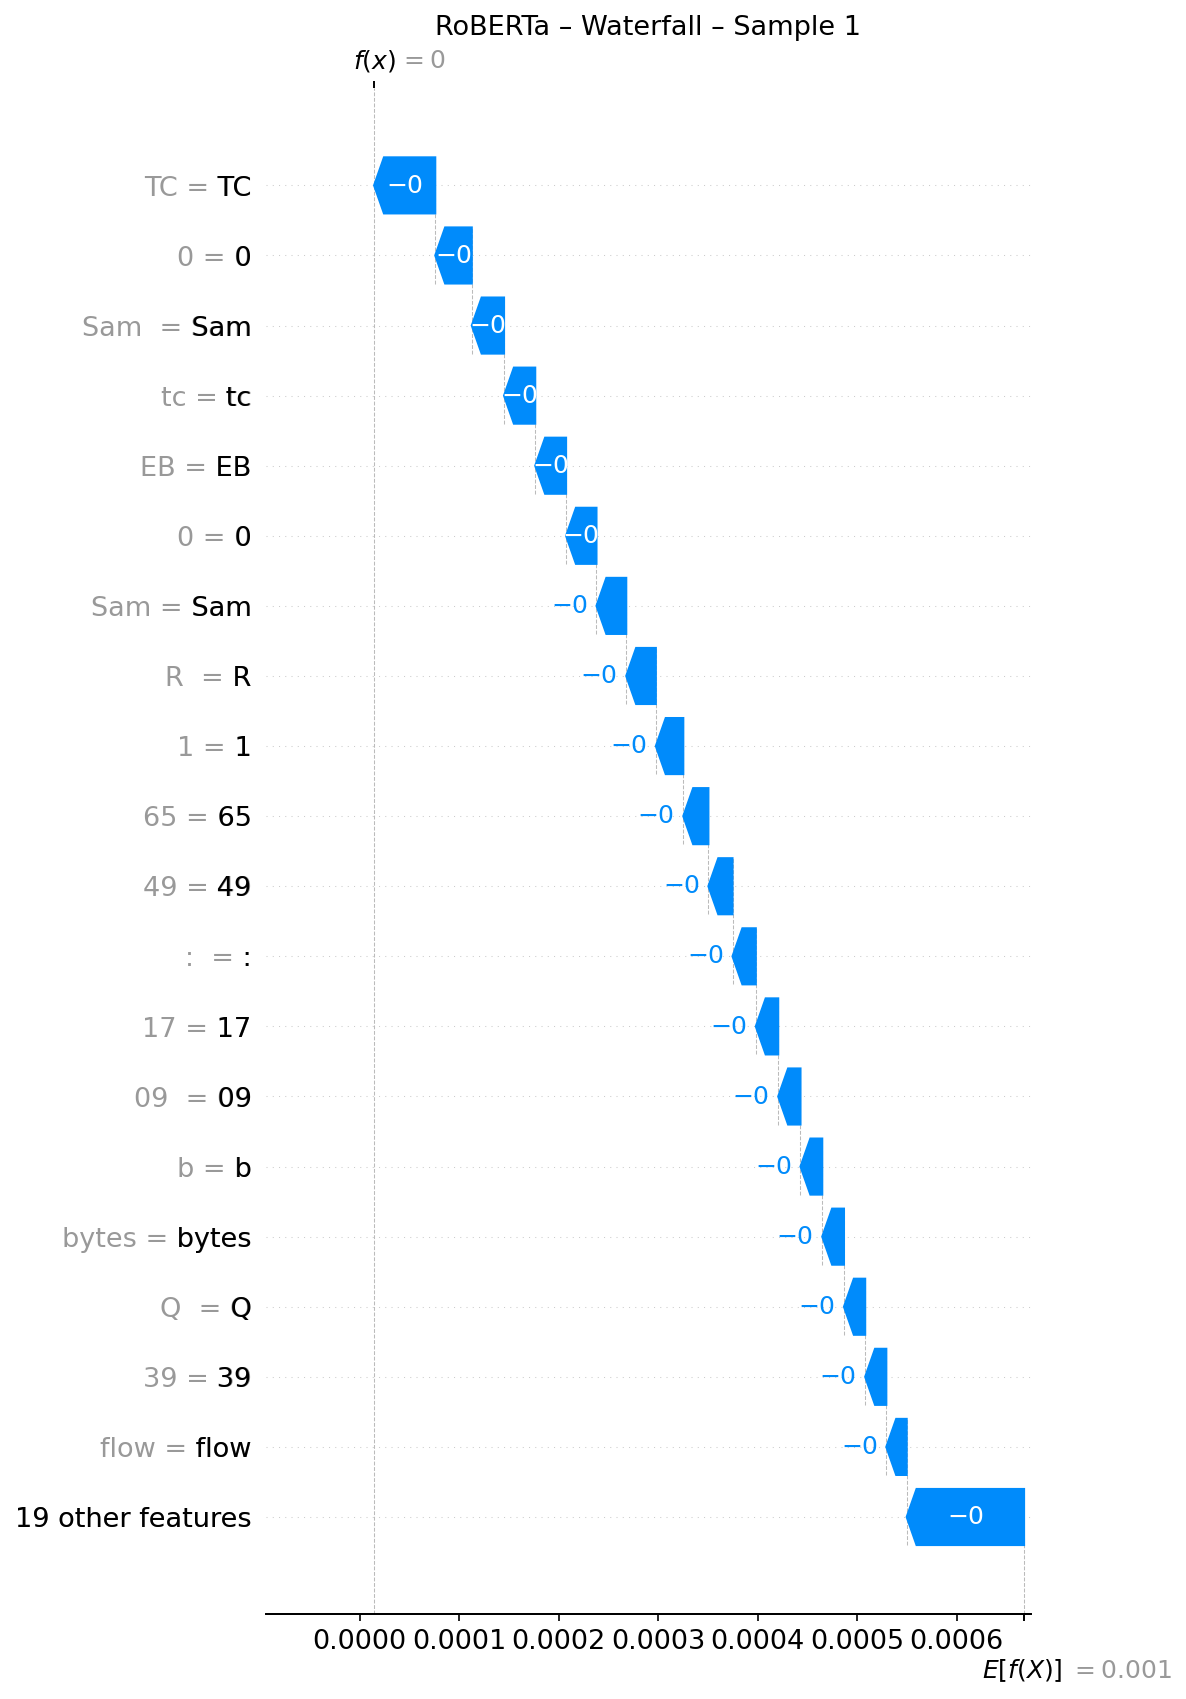 RoBERTa – Waterfall – Sample 1
f(x) = 0
TC = TC −0
0 = 0 −0
Sam = Sam −0
tc = tc −0
EB = EB −0
0 = 0 −0
Sam = Sam −0
R = R −0
1 = 1 −0
65 = 65 −0
49 = 49 −0
: = : −0
17 = 17 −0
09 = 09 −0
b = b −0
bytes = bytes −0
Q = Q −0
39 = 39 −0
flow = flow −0
19 other features −0
0.0000 0.0001 0.0002 0.0003 0.0004 0.0005 0.0006
E[f(X)] = 0.001